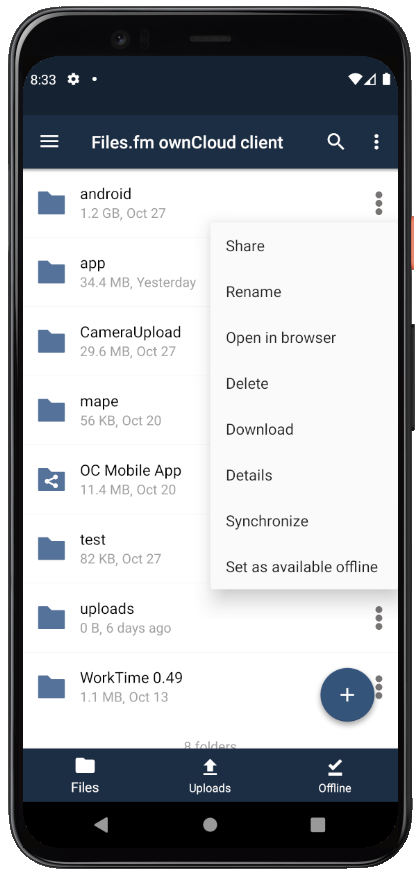 8:33
Files.fm ownCloud client
android
1.2 GB, Oct 27
Share
app
34.4 MB, Yesterday
Rename
CameraUpload
29.6 MB, Oct 27
Open in browser
mape
56 KB, Oct 20
Delete
Download
OC Mobile App
11.4 MB, Oct 20
Details
test
82 KB, Oct 27
Synchronize
Set as available offline
uploads
0 B, 6 days ago
WorkTime 0.49
1.1 MB, Oct 13
8 folders
Files
Uploads
Offline